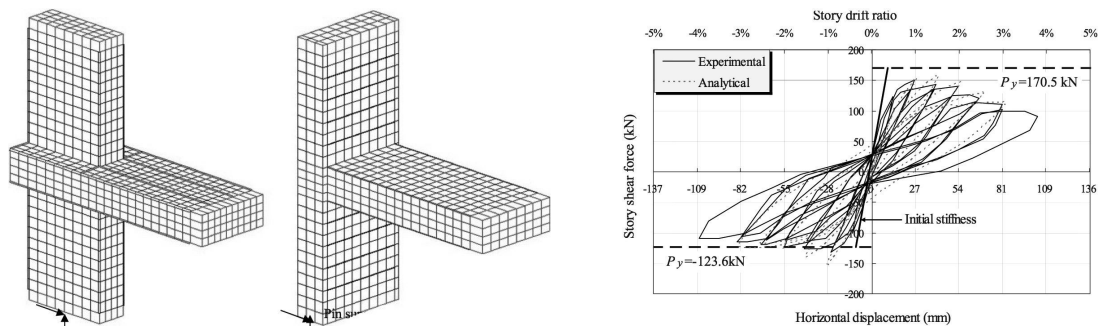 Pin su
Story drift ratio
-5% -4% -3% -2% -1% 0% 1% 2% 3% 4% 5%
Story shear force (kN)
200
150
100
50
0
-50
-100
-150
-200
Experimental
Analytical
Py=170.5 kN
-137 -109 -82 -55 -28 0 27 54 81 109 136
Initial stiffness
Py=-123.6kN
Horizontal displacement (mm)